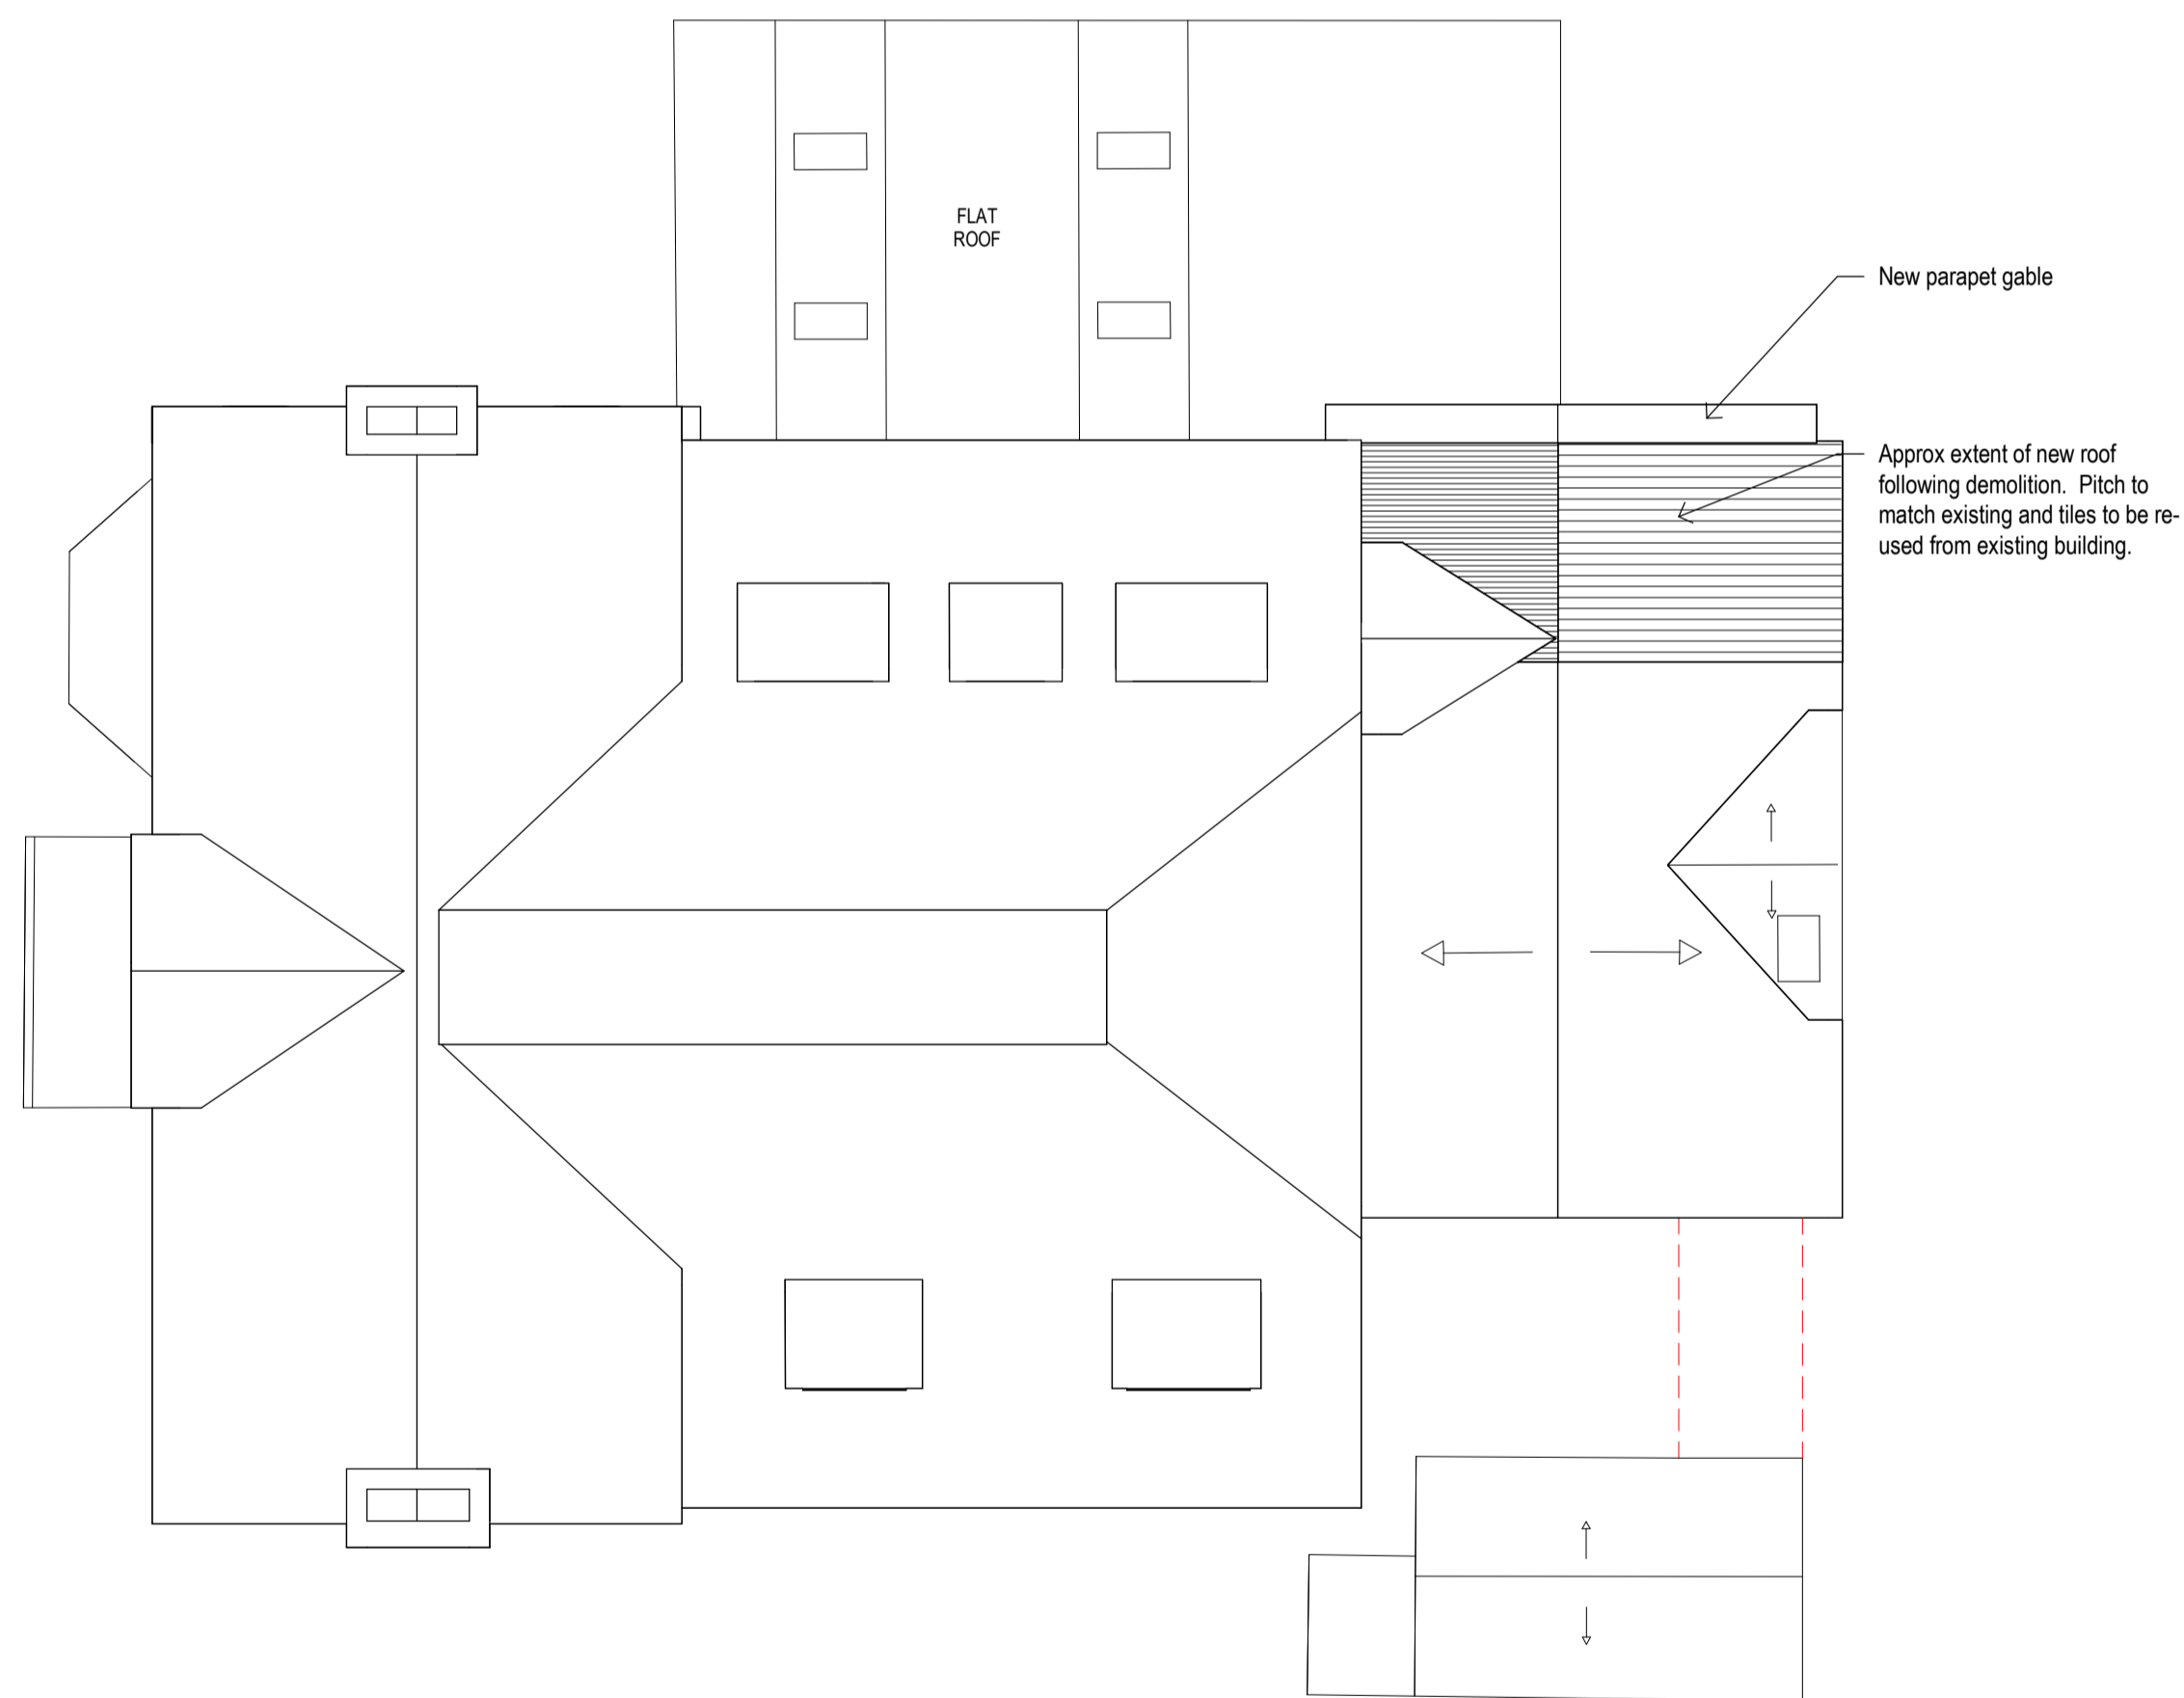 FLAT
ROOF
New parapet gable
Approx extent of new roof
following demolition.  Pitch to
match existing and tiles to be re-
used from existing building.